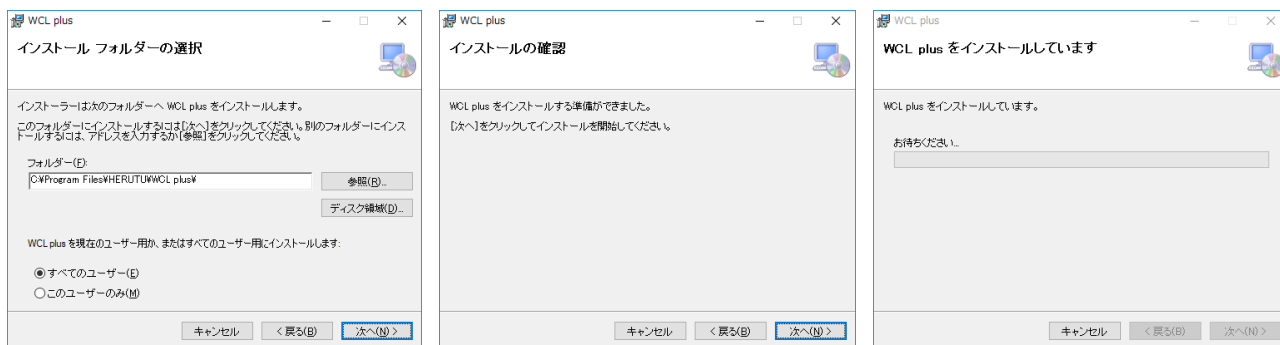 WCL plus
インストール フォルダーの選択
インストーラーは次のフォルダーへ WCL plus をインストールします。
このフォルダーにインストールするには[次へ]をクリックしてください。別のフォルダーにインス
トールするには、アドレスを入力するか[参照]をクリックしてください。
フォルダー(F):
C:¥Program Files¥HERUTU¥WCL plus¥
参照(R)...
ディスク領域(D)...
WCL plus を現在のユーザー用か、またはすべてのユーザー用にインストールします:
すべてのユーザー(E)
このユーザーのみ(M)
キャンセル
< 戻る(B)
次へ(N) >
WCL plus
インストールの確認
WCL plus をインストールする準備ができました。
[次へ]をクリックしてインストールを開始してください。
キャンセル
< 戻る(B)
次へ(N) >
WCL plus
WCL plus をインストールしています
WCL plus をインストールしています。
お待ちください...
キャンセル
< 戻る(B)
次へ(N) >